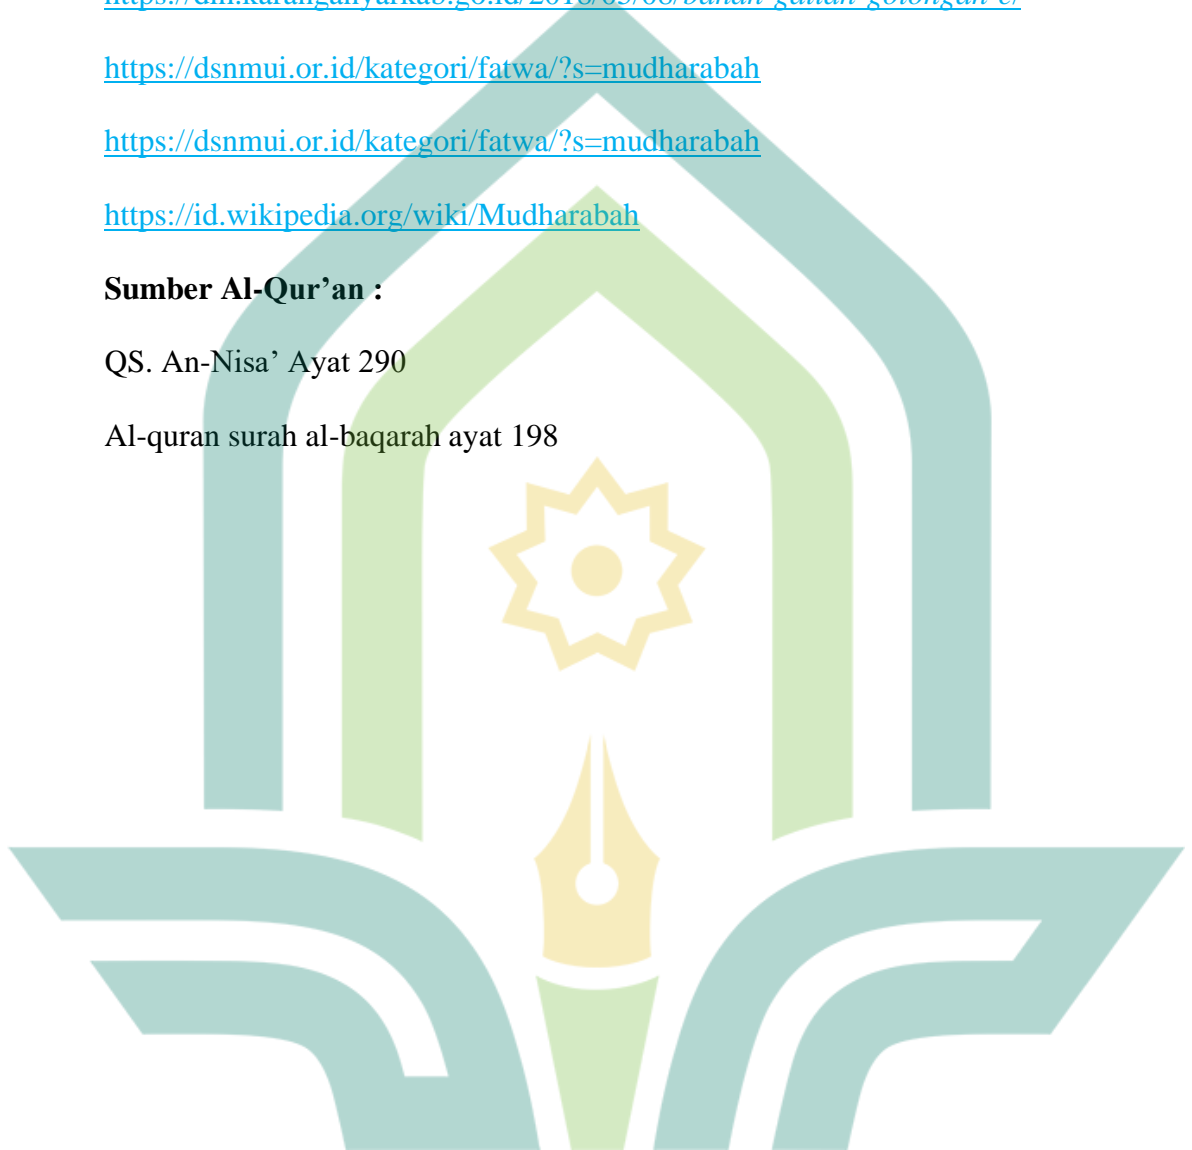 https://dsnmui.or.id/kategori/fatwa/?s=mudharabah
https://dsnmui.or.id/kategori/fatwa/?s=mudharabah
https://id.wikipedia.org/wiki/Mudharabah
Sumber Al-Qur’an :
QS. An-Nisa’ Ayat 290
Al-quran surah al-baqarah ayat 198